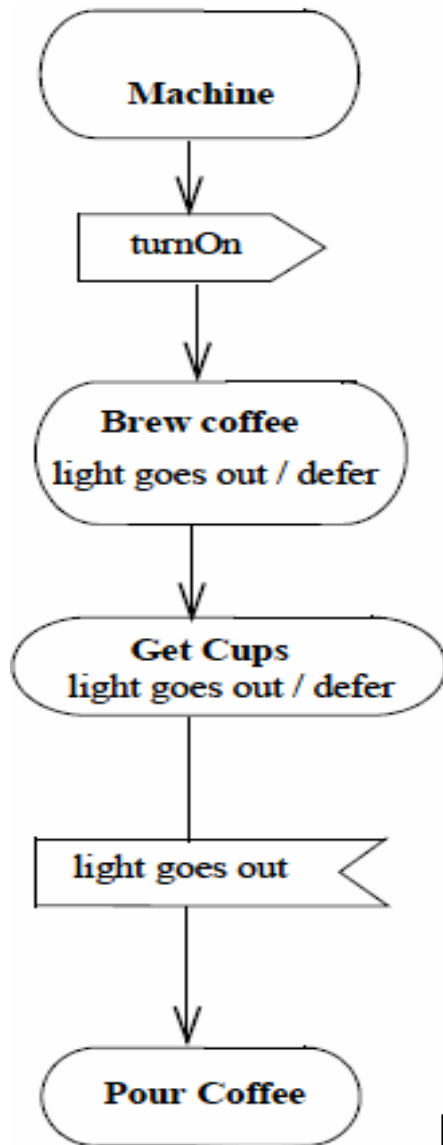 Machine
turnOn
Brew coffee
light goes out / defer
Get Cups
light goes out / defer
light goes out
Pour Coffee